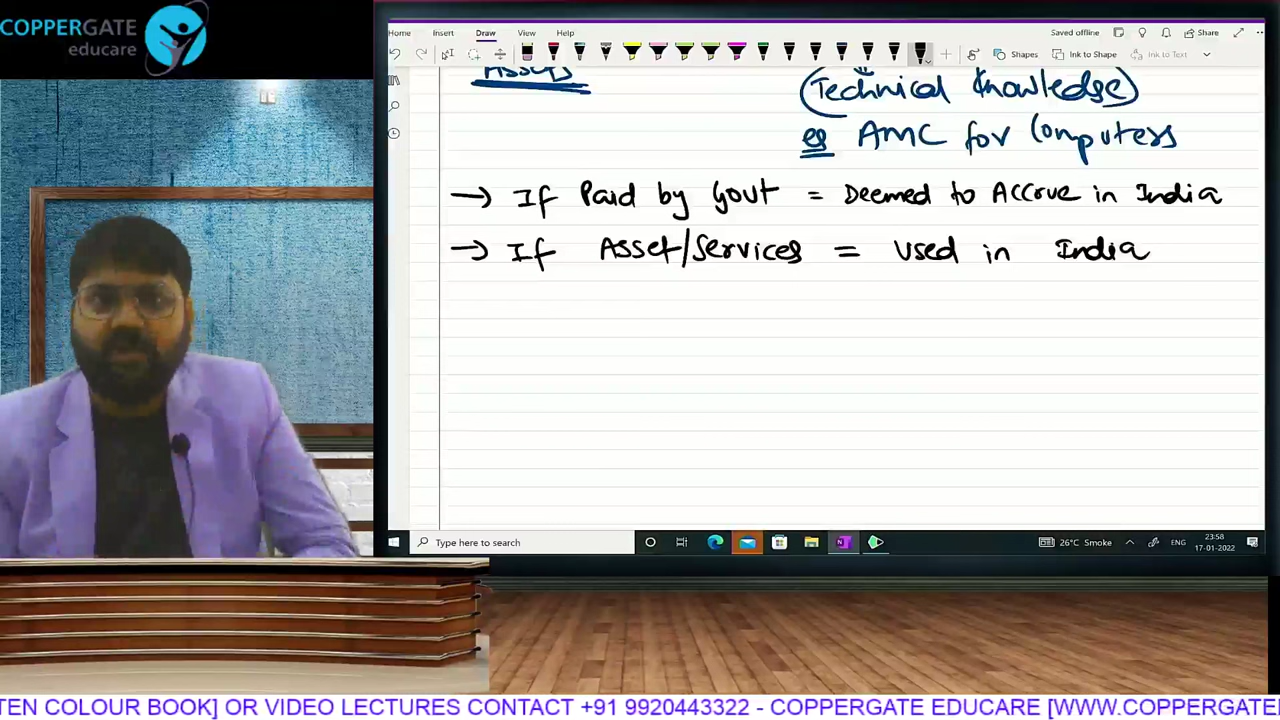 COPPERGATE
educare
Home Insert Draw View Help
Saved offline
Share
Shapes
Ink to Shape
Ink to Text
Assets
(Technical Knowledge)
eg AMC for Computers
→ If Paid by Govt = Deemed to Accrue in India
→ If Asset/Services = used in India
Type here to search
26°C Smoke
ENG
23:58
17-01-2022
TEN COLOUR BOOK] OR VIDEO LECTURES CONTACT +91 9920443322 - COPPERGATE EDUCARE [WWW.COPPERGATE